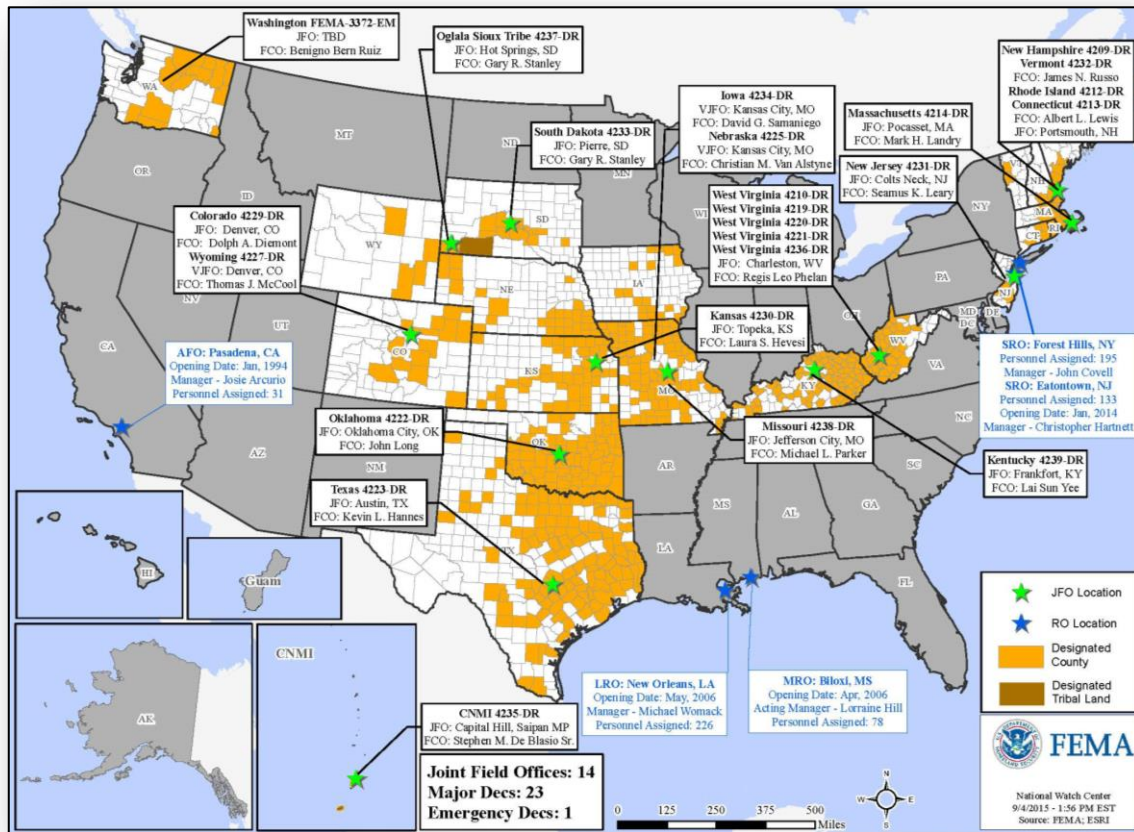 Washington FEMA-3372-EM
JFO: TBD
FCO: Benigno Bern Ruiz
Oglala Sioux Tribe 4237-DR
JFO: Hot Springs, SD
FCO: Gary R. Stanley
South Dakota 4233-DR
JFO: Pierre, SD
FCO: Gary R. Stanley
Iowa 4234-DR
VJFO: Kansas City, MO
FCO: David G. Samaniego
Nebraska 4225-DR
VJFO: Kansas City, MO
FCO: Christian M. Van Alstyne
New Hampshire 4209-DR
Vermont 4232-DR
FCO: James N. Russo
Rhode Island 4212-DR
Connecticut 4213-DR
FCO: Albert L. Lewis
JFO: Portsmouth, NH
Massachusetts 4214-DR
JFO: Pocasset, MA
FCO: Mark H. Landry
New Jersey 4231-DR
JFO: Colts Neck, NJ
FCO: Seamus K. Leary
West Virginia 4210-DR
West Virginia 4219-DR
West Virginia 4220-DR
West Virginia 4221-DR
West Virginia 4236-DR
JFO: Charleston, WV
FCO: Regis Leo Phelan
Colorado 4229-DR
JFO: Denver, CO
FCO: Dolph A. Diemont
Wyoming 4227-DR
VJFO: Denver, CO
FCO: Thomas J. McCool
Kansas 4230-DR
JFO: Topeka, KS
FCO: Laura S. Hevesi
AFO: Pasadena, CA
Opening Date: Jan, 1994
Manager - Josie Arcurio
Personnel Assigned: 31
SRO: Forest Hills, NY
Personnel Assigned: 195
Manager - John Covell
SRO: Eatontown, NJ
Personnel Assigned: 133
Opening Date: Jan, 2014
Manager - Christopher Hartnett
Oklahoma 4222-DR
JFO: Oklahoma City, OK
FCO: John Long
Missouri 4238-DR
JFO: Jefferson City, MO
FCO: Michael L. Parker
Kentucky 4239-DR
JFO: Frankfort, KY
FCO: Lai Sun Yee
Texas 4223-DR
JFO: Austin, TX
FCO: Kevin L. Hannes
LRO: New Orleans, LA
Opening Date: May, 2006
Manager - Michael Womack
Personnel Assigned: 226
MRO: Biloxi, MS
Opening Date: Apr, 2006
Acting Manager - Lorraine Hill
Personnel Assigned: 78
CNMI 4235-DR
JFO: Capital Hill, Saipan MP
FCO: Stephen M. De Blasio Sr.
Joint Field Offices: 14
Major Decs: 23
Emergency Decs: 1
WA
MT
ND
MN
OR
ID
SD
WI
WY
NY
VT
NH
MA
CT
RI
IA
NE
PA
NJ
NV
UT
CO
KS
MO
OH
WV
MD
DE
DC
VA
KY
CA
AZ
NM
OK
AR
NC
SC
MS
AL
GA
TX
LA
FL
HI
Guam
AK
CNMI
JFO Location
RO Location
Designated
County
Designated
Tribal Land
FEMA
National Watch Center
9/4/2015 - 1:56 PM EST
Source: FEMA; ESRI
N
W
E
S
0 125 250 375 500
Miles